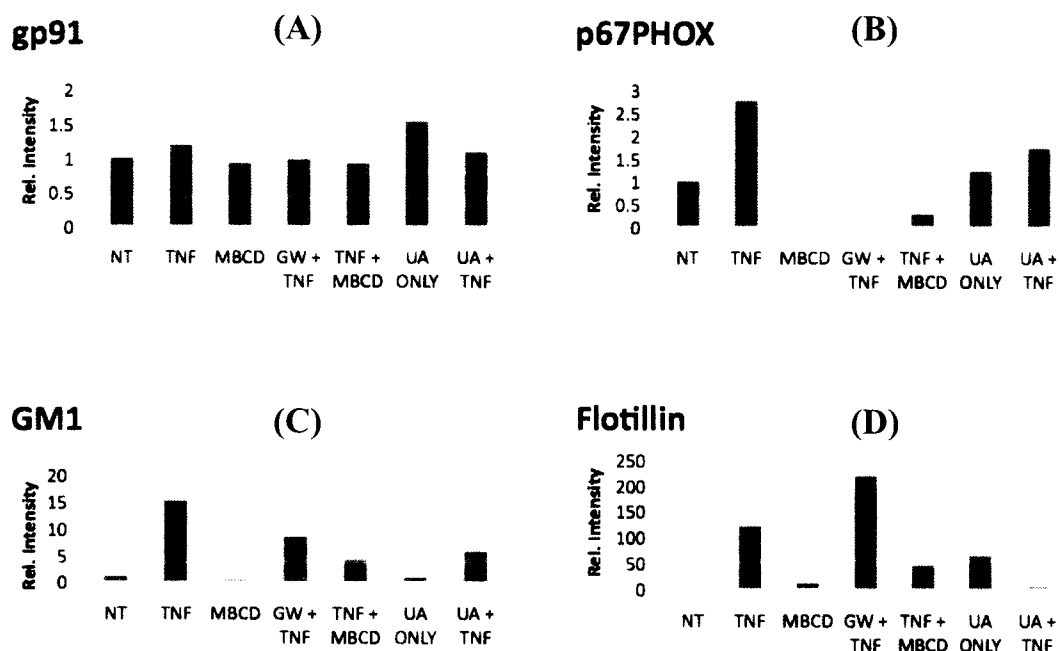 gp91 (A)
Rel. Intensity
2
1.5
1
0.5
0
NT TNF MBCD GW + TNF + UA UA +
TNF MBCD ONLY TNF
p67PHOX (B)
Rel. Intensity
3
2.5
2
1.5
1
0.5
0
NT TNF MBCD GW + TNF + UA UA +
TNF MBCD ONLY TNF
GM1 (C)
Rel. Intensity
20
15
10
5
0
NT TNF MBCD GW + TNF + UA UA +
TNF MBCD ONLY TNF
Flotillin (D)
Rel. Intensity
250
200
150
100
50
0
NT TNF MBCD GW + TNF + UA UA +
TNF MBCD ONLY TNF